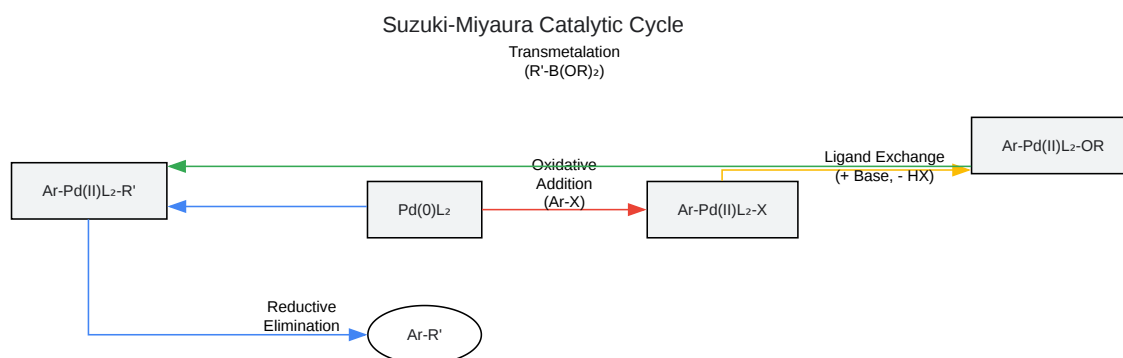 Suzuki-Miyaura Catalytic Cycle
Transmetalation
(R'-B(OR)₂)
Ar-Pd(II)L₂-OR
Oxidative
Addition
(Ar-X)
Ligand Exchange
(+ Base, - HX)
Ar-Pd(II)L₂-R'
Pd(0)L₂
Ar-Pd(II)L₂-X
Reductive
Elimination
Ar-R'